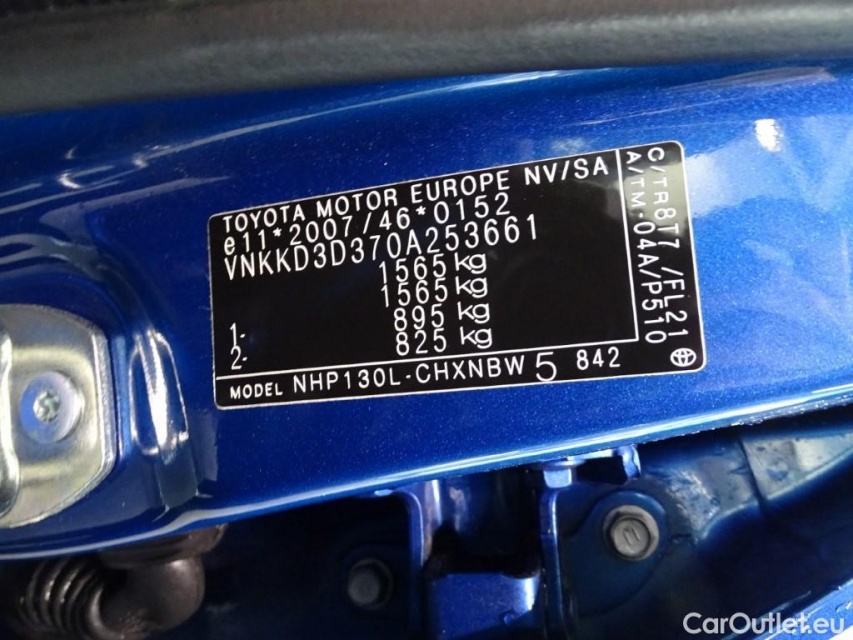 TOYOTA MOTOR EUROPE NV/SA
e11*2007/46*0152
VNKKD3D370A253661
1565 kg
1565 kg
1- 895 kg
2- 825 kg
MODEL NHP130L-CHXNBW 5 842
C/TR8T7 /FL21
A/TM-04A/P510
CarOutlet.eu